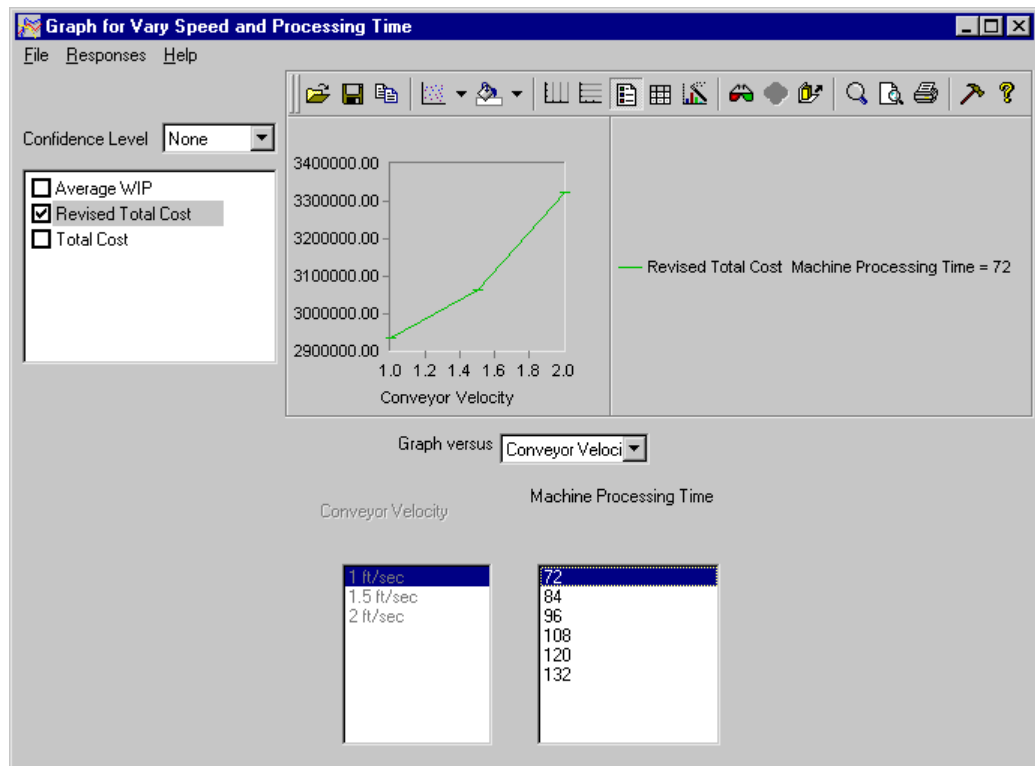 Graph for Vary Speed and Processing Time
File Responses Help
Confidence Level None
Average WIP
Revised Total Cost
Total Cost
3400000.00
3300000.00
3200000.00
3100000.00
3000000.00
2900000.00
1.0 1.2 1.4 1.6 1.8 2.0
Conveyor Velocity
Revised Total Cost Machine Processing Time = 72
Graph versus Conveyor Veloci
Conveyor Velocity
1 ft/sec
1.5 ft/sec
2 ft/sec
Machine Processing Time
72
84
96
108
120
132